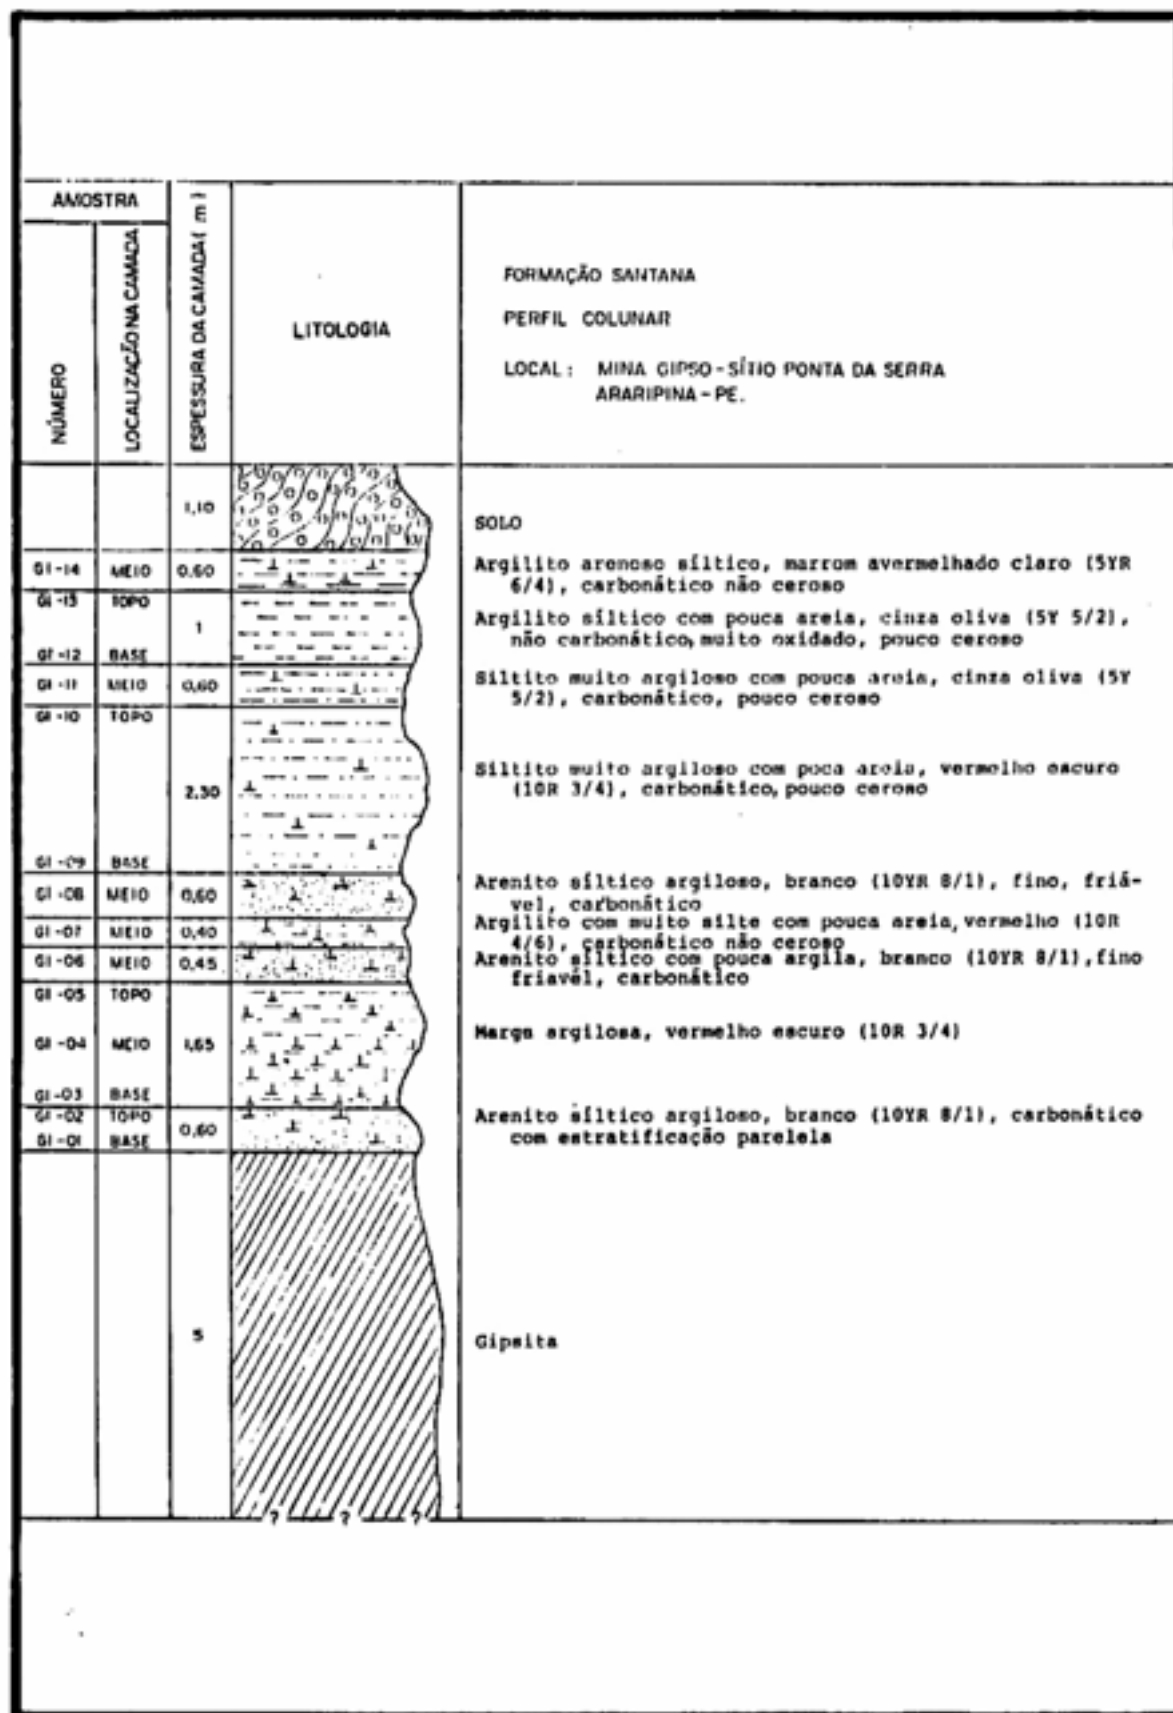 AMOSTRA
NÚMERO
LOCALIZAÇÃO NA CAMADA
ESPESSURA DA CAMADA ( m )
LITOLOGIA
FORMAÇÃO SANTANA
PERFIL COLUNAR
LOCAL : MINA GIPSO - SÍTIO PONTA DA SERRA
ARARIPINA - PE.
1,10
SOLO
GI-14 MEIO 0,60
Argilito arenoso síltico, marrom avermelhado claro (5YR
6/4), carbonático não ceroso
GI-13 TOPO
1
GI-12 BASE
Argilito síltico com pouca areia, cinza oliva (5Y 5/2),
não carbonático, muito oxidado, pouco ceroso
GI-11 MEIO 0,60
Siltito muito argiloso com pouca areia, cinza oliva (5Y
5/2), carbonático, pouco ceroso
GI-10 TOPO
2,30
GI-09 BASE
Siltito muito argiloso com poca areia, vermelho escuro
(10R 3/4), carbonático, pouco ceroso
GI-08 MEIO 0,60
Arenito síltico argiloso, branco (10YR 8/1), fino, friá-
vel, carbonático
GI-07 MEIO 0,40
Argilito com muito silte com pouca areia, vermelho (10R
4/6), carbonático não ceroso
GI-06 MEIO 0,45
Arenito síltico com pouca argila, branco (10YR 8/1), fino
friavél, carbonático
GI-05 TOPO
GI-04 MEIO 1,65
GI-03 BASE
Marga argilosa, vermelho escuro (10R 3/4)
GI-02 TOPO
0,60
GI-01 BASE
Arenito síltico argiloso, branco (10YR 8/1), carbonático
com estratificação parelela
5
Gipsita
? ? ?